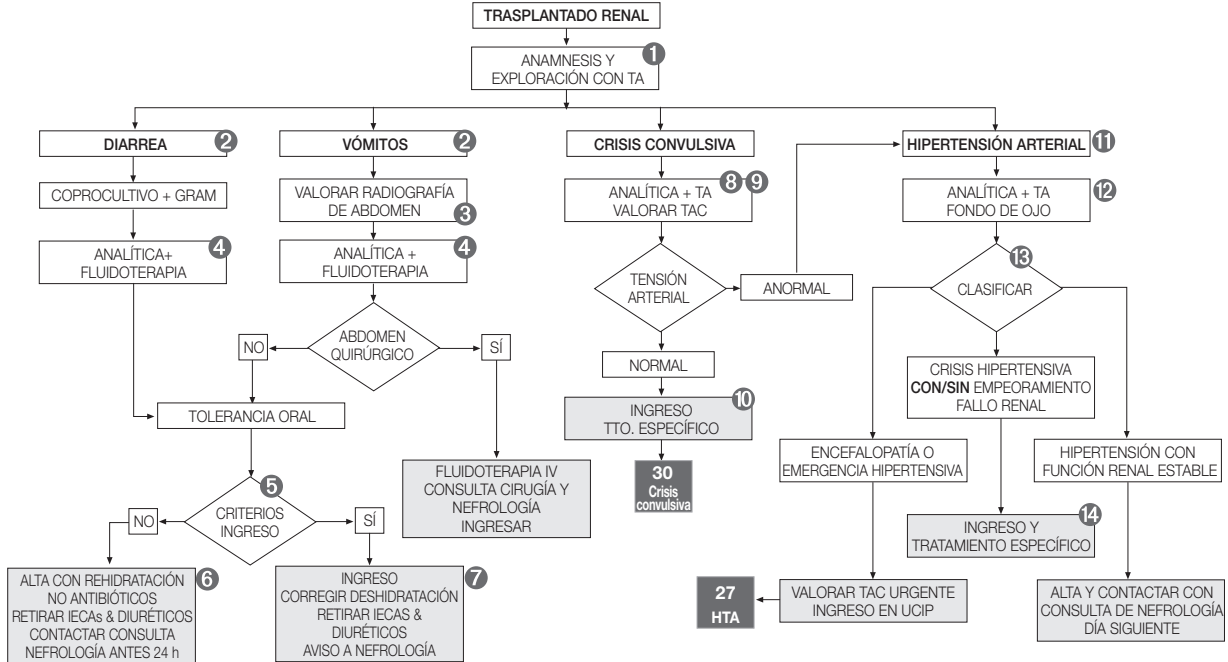 TRASPLANTADO RENAL
ANAMNESIS Y
EXPLORACIÓN CON TA
1
DIARREA
2
COPROCULTIVO + GRAM
ANALÍTICA+
FLUIDOTERAPIA
4
VÓMITOS
2
VALORAR RADIOGRAFÍA
DE ABDOMEN
3
ANALÍTICA +
FLUIDOTERAPIA
4
ABDOMEN
QUIRÚRGICO
NO
SÍ
TOLERANCIA ORAL
FLUIDOTERAPIA IV
CONSULTA CIRUGÍA Y
NEFROLOGÍA
INGRESAR
5
CRITERIOS
INGRESO
NO
SÍ
ALTA CON REHIDRATACIÓN
NO ANTIBIÓTICOS
RETIRAR IECAs & DIURÉTICOS
CONTACTAR CONSULTA
NEFROLOGÍA ANTES 24 h
6
INGRESO
CORREGIR DESHIDRATACIÓN
RETIRAR IECAS &
DIURÉTICOS
AVISO A NEFROLOGÍA
7
CRISIS CONVULSIVA
ANALÍTICA + TA
VALORAR TAC
8 9
TENSIÓN
ARTERIAL
ANORMAL
NORMAL
INGRESO
TTO. ESPECÍFICO
10
30
Crisis
convulsiva
HIPERTENSIÓN ARTERIAL
11
ANALÍTICA + TA
FONDO DE OJO
12
13
CLASIFICAR
CRISIS HIPERTENSIVA
CON/SIN EMPEORAMIENTO
FALLO RENAL
ENCEFALOPATÍA O
EMERGENCIA HIPERTENSIVA
HIPERTENSIÓN CON
FUNCIÓN RENAL ESTABLE
INGRESO Y
TRATAMIENTO ESPECÍFICO
14
27
HTA
VALORAR TAC URGENTE
INGRESO EN UCIP
ALTA Y CONTACTAR CON
CONSULTA DE NEFROLOGÍA
DÍA SIGUIENTE